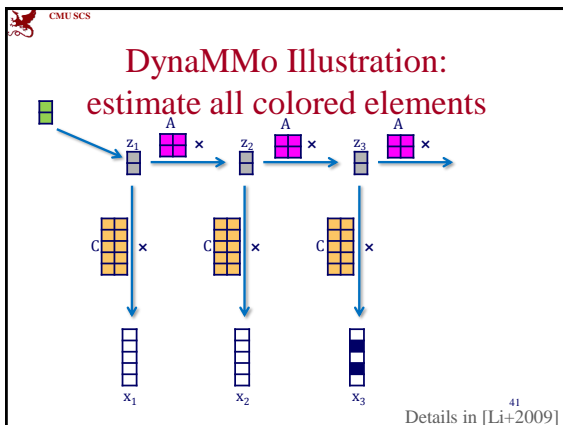 CMU SCS
DynaMMo Illustration:
estimate all colored elements
A A A
z1 × z2 × z3 ×
C × C × C ×
x1 x2 x3
41
Details in [Li+2009]